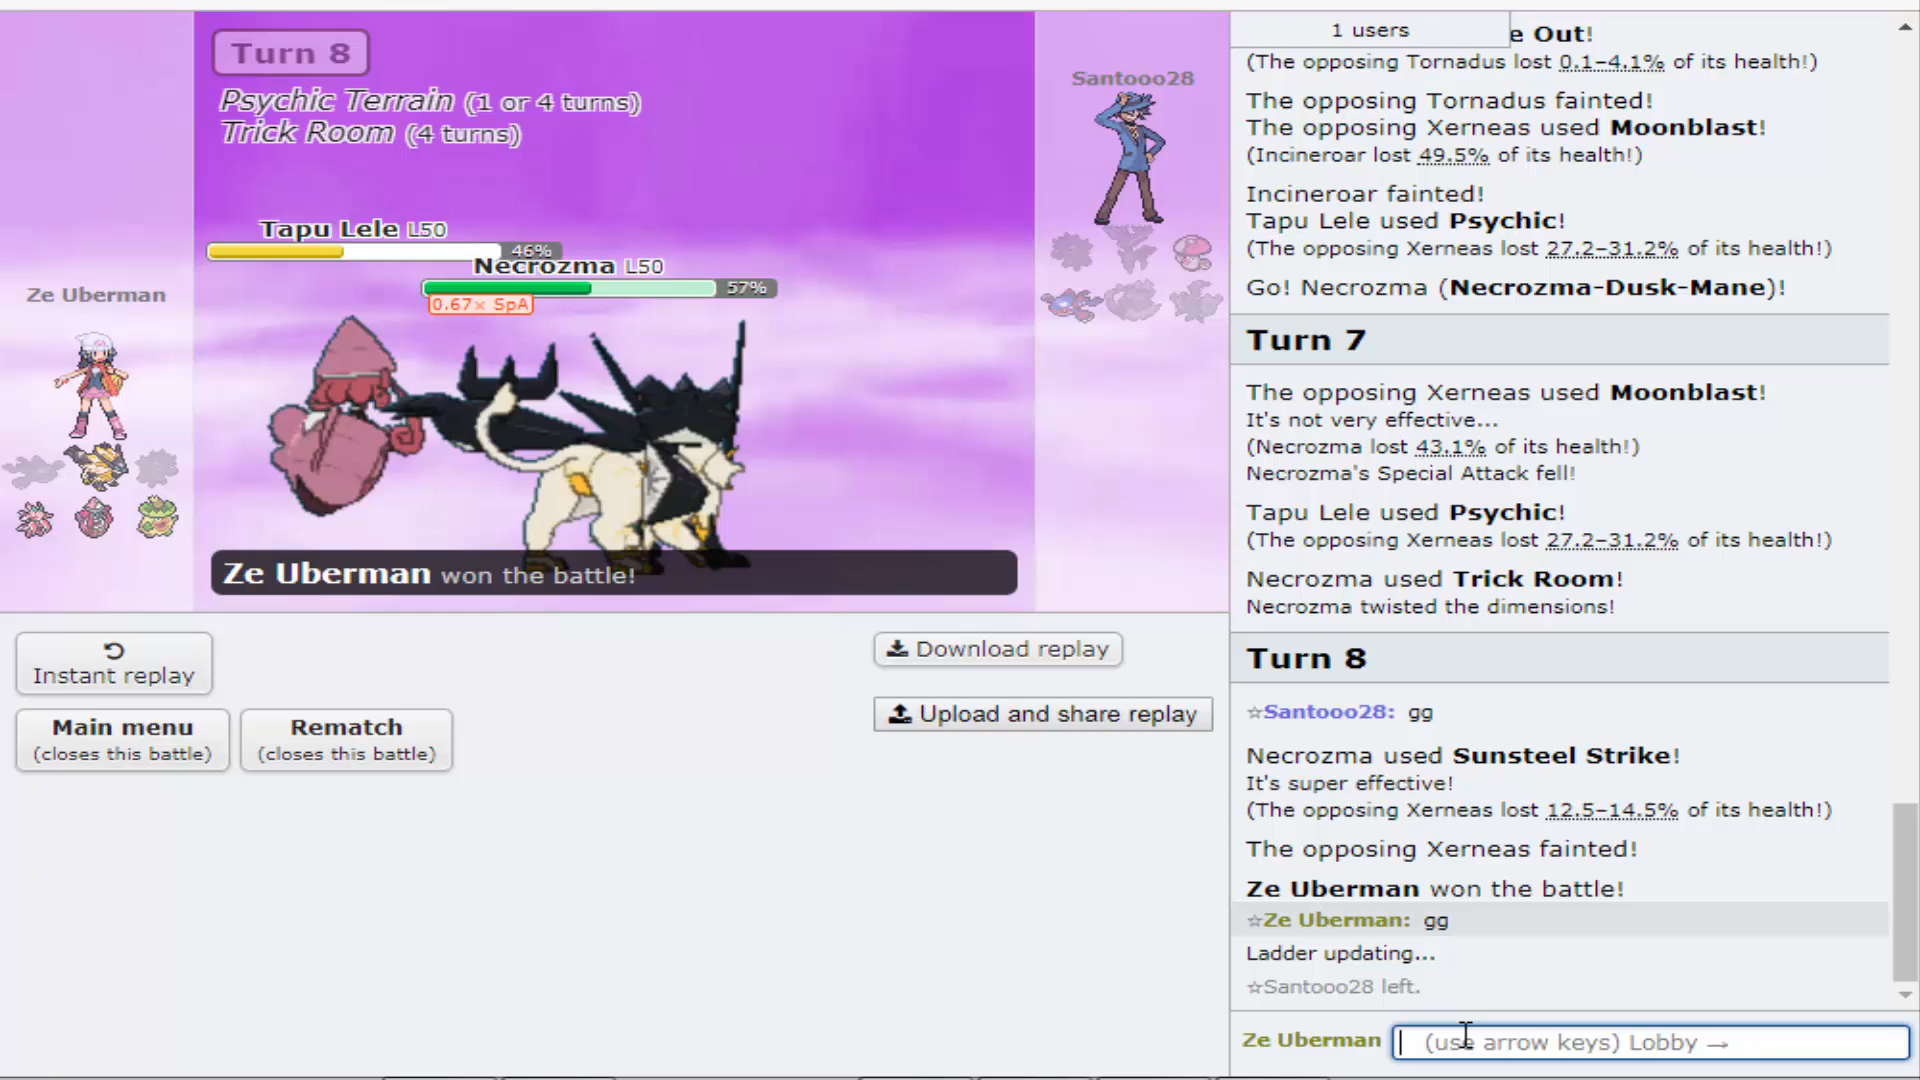 Turn 8
Psychic Terrain (1 or 4 turns)
Trick Room (4 turns)
Tapu Lele L50
46%
Necrozma L50
57%
0.67× SpA
Ze Uberman
Santooo28
Ze Uberman won the battle!
Instant replay
Download replay
Upload and share replay
Main menu
(closes this battle)
Rematch
(closes this battle)
1 users
e Out!
(The opposing Tornadus lost 0.1–4.1% of its health!)
The opposing Tornadus fainted!
The opposing Xerneas used Moonblast!
(Incineroar lost 49.5% of its health!)
Incineroar fainted!
Tapu Lele used Psychic!
(The opposing Xerneas lost 27.2–31.2% of its health!)
Go! Necrozma (Necrozma-Dusk-Mane)!
Turn 7
The opposing Xerneas used Moonblast!
It's not very effective...
(Necrozma lost 43.1% of its health!)
Necrozma's Special Attack fell!
Tapu Lele used Psychic!
(The opposing Xerneas lost 27.2–31.2% of its health!)
Necrozma used Trick Room!
Necrozma twisted the dimensions!
Turn 8
☆Santooo28: gg
Necrozma used Sunsteel Strike!
It's super effective!
(The opposing Xerneas lost 12.5–14.5% of its health!)
The opposing Xerneas fainted!
Ze Uberman won the battle!
☆Ze Uberman: gg
Ladder updating...
☆Santooo28 left.
Ze Uberman (use arrow keys) Lobby →